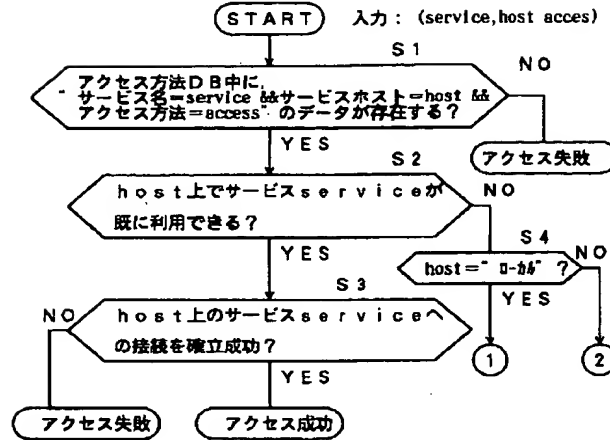 START
入力: (service,host acces)
S1
"アクセス方法DB中に,
サービス名=service &&サービスホスト=host &&
アクセス方法=access" のデータが存在する?
NO
YES
アクセス失敗
S2
host上でサービスserviceが
既に利用できる?
NO
YES
S4
host="ローカル" ?
NO
YES
S3
NO
host上のサービスserviceへ
の接続を確立成功?
YES
1
2
アクセス失敗
アクセス成功